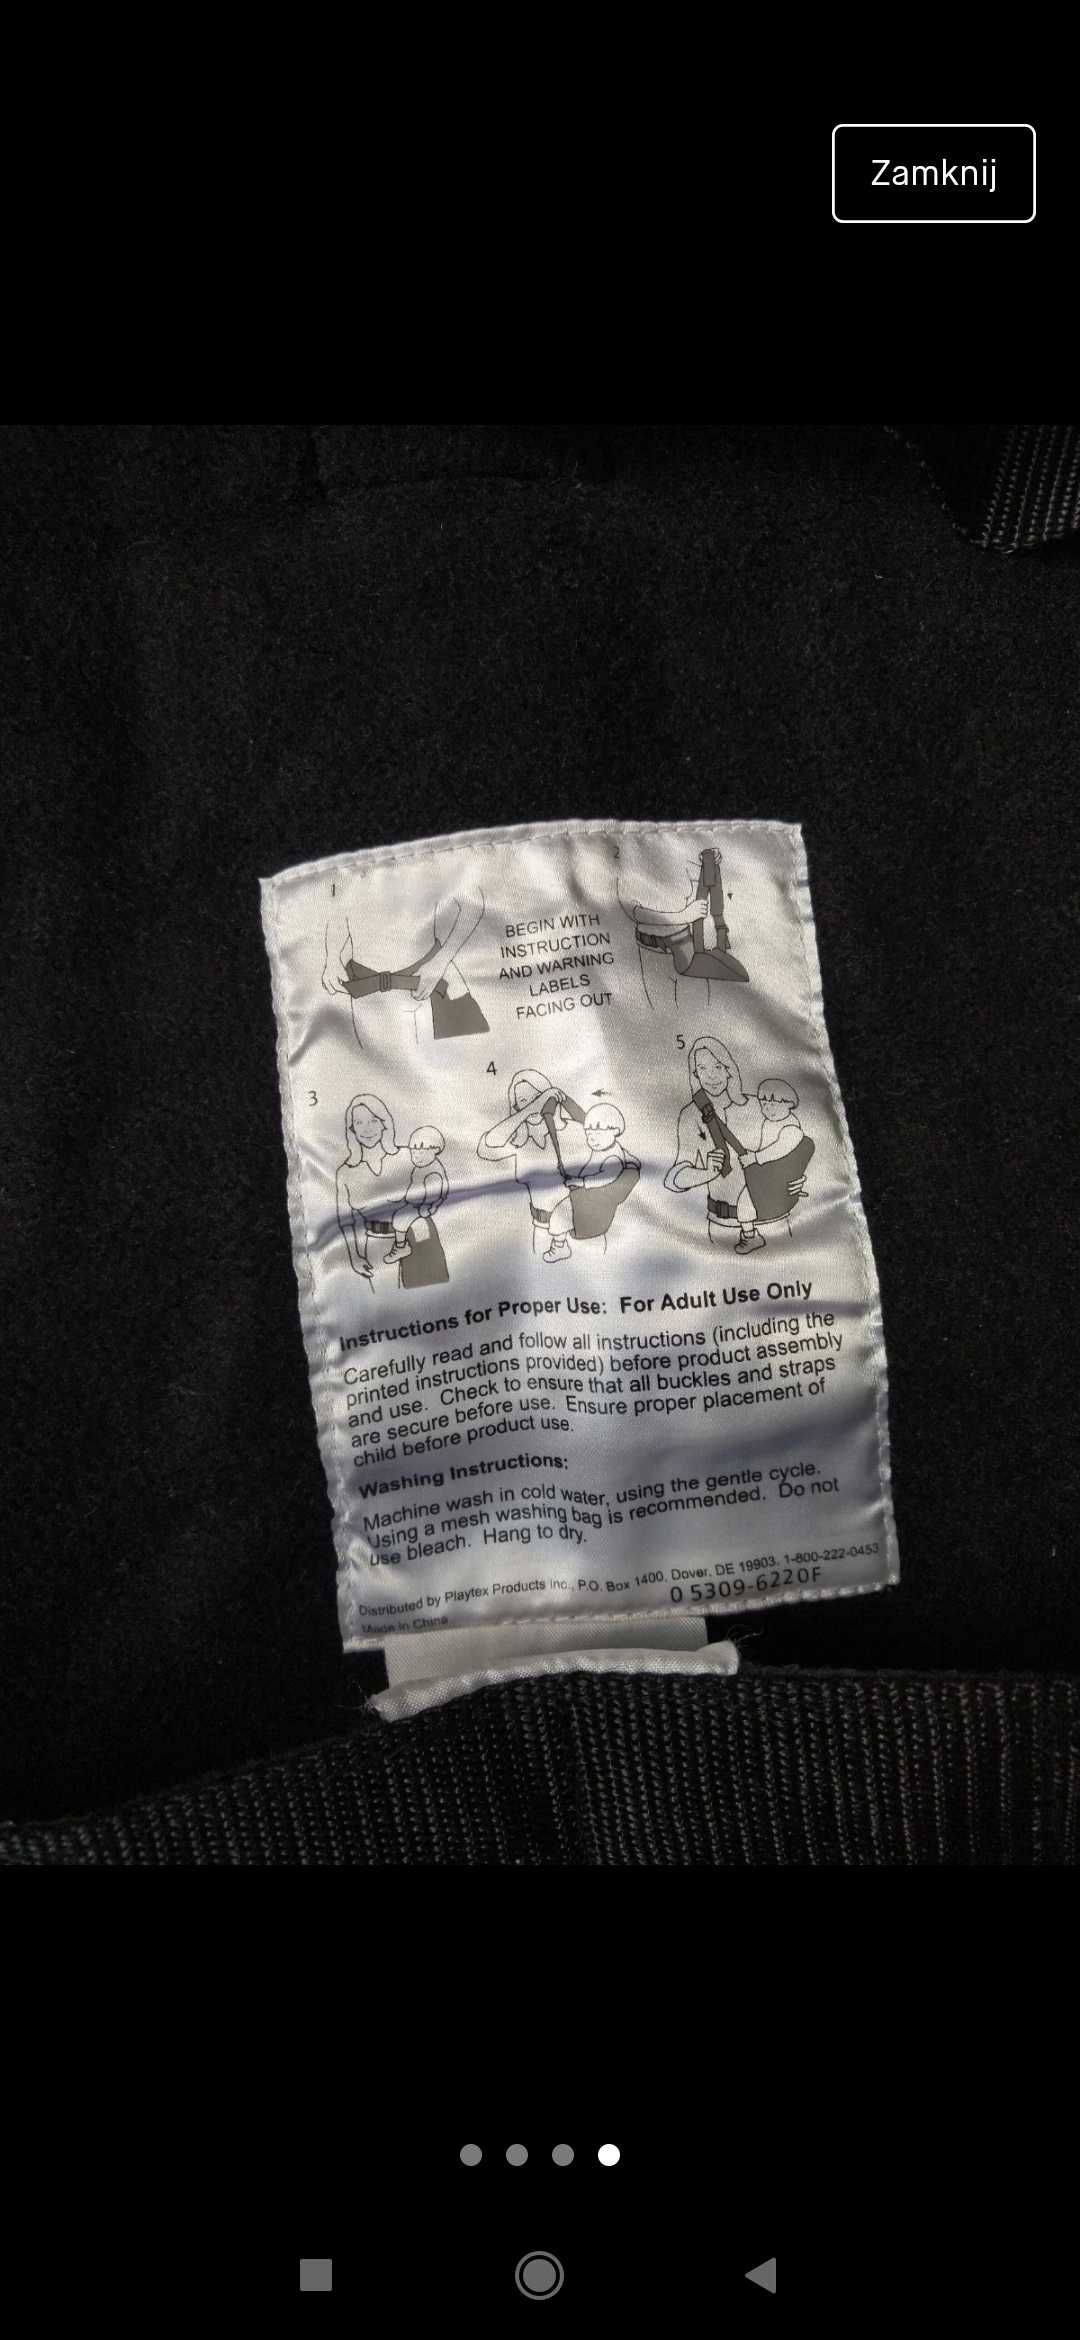 Zamknij
1
2
BEGIN WITH
INSTRUCTION
AND WARNING
LABELS
FACING OUT
3
4
5
Instructions for Proper Use: For Adult Use Only
Carefully read and follow all instructions (including the
printed instructions provided) before product assembly
and use. Check to ensure that all buckles and straps
are secure before use. Ensure proper placement of
child before product use.
Washing Instructions:
Machine wash in cold water, using the gentle cycle.
Using a mesh washing bag is recommended. Do not
use bleach. Hang to dry.
Distributed by Playtex Products Inc., P.O. Box 1400, Dover, DE 19903, 1-800-222-0453
Made in China
0 5309-6220F